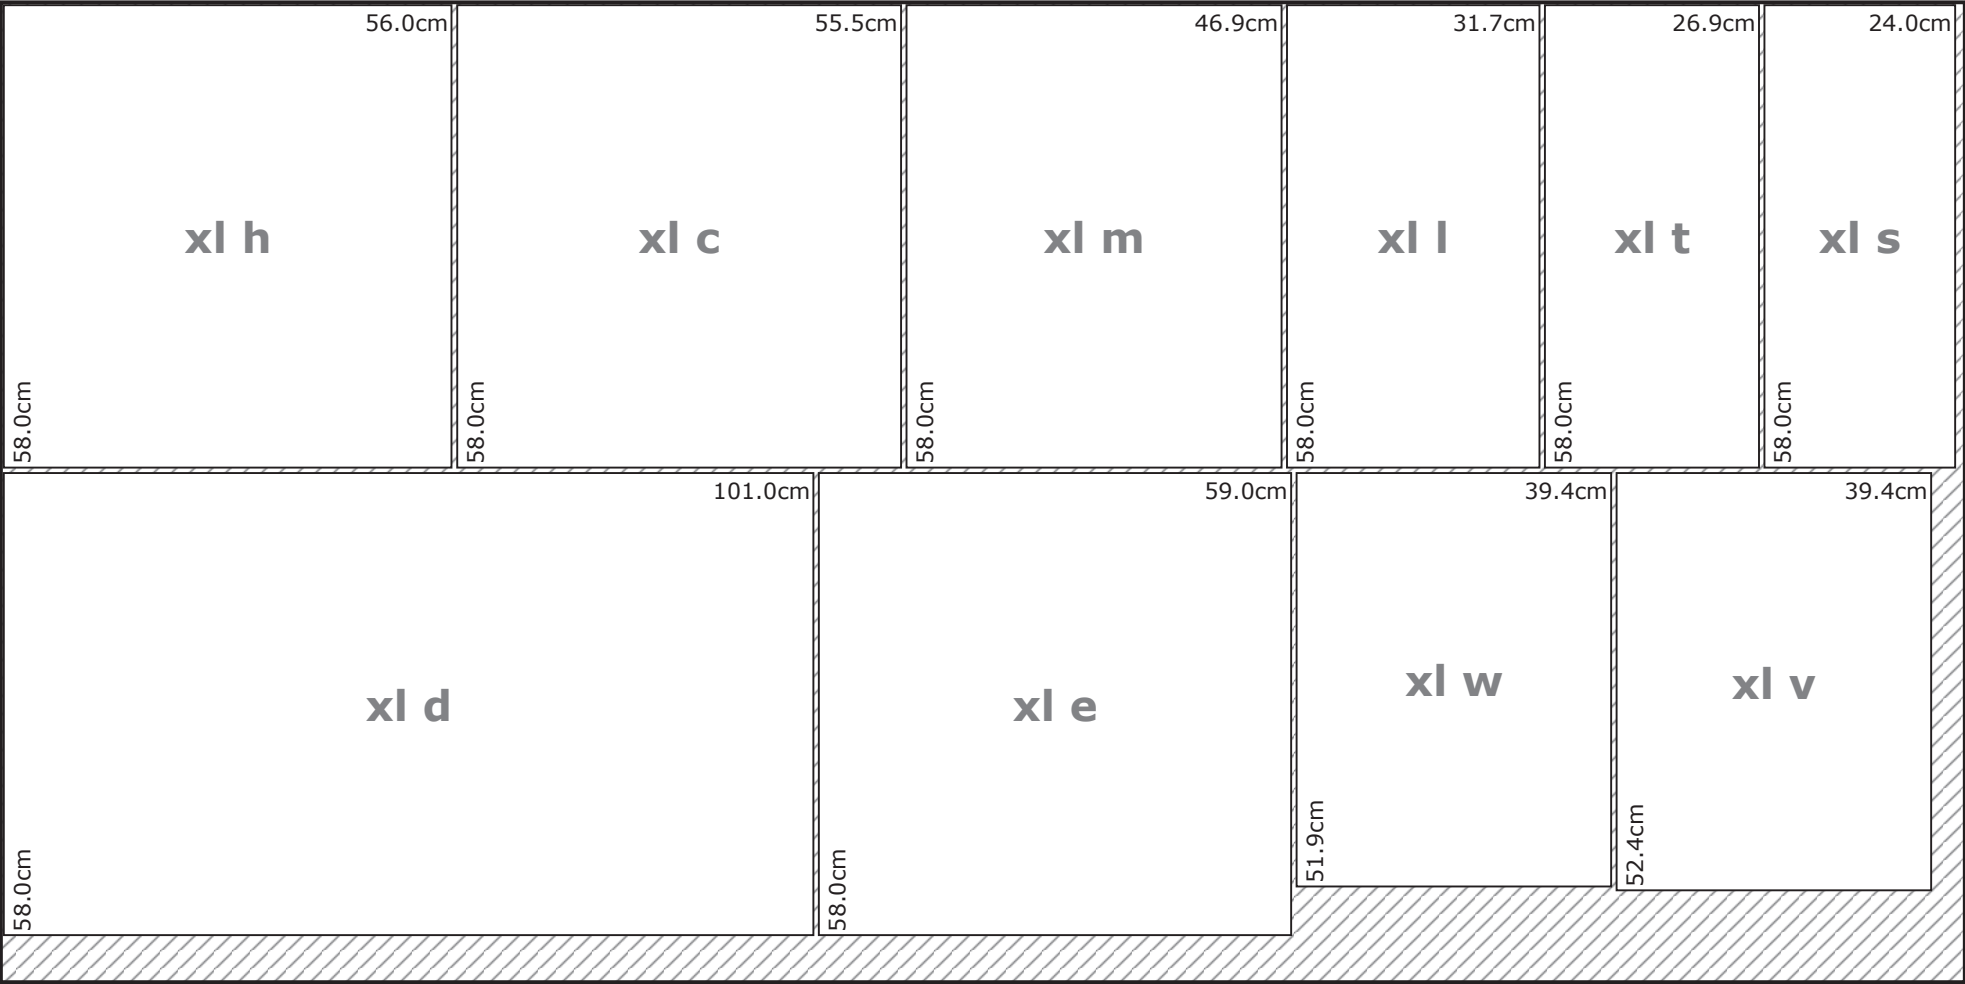 56.0cm
xl h
58.0cm
55.5cm
xl c
58.0cm
46.9cm
xl m
58.0cm
31.7cm
xl l
58.0cm
26.9cm
xl t
58.0cm
24.0cm
xl s
58.0cm
101.0cm
xl d
58.0cm
59.0cm
xl e
58.0cm
39.4cm
xl w
51.9cm
39.4cm
xl v
52.4cm